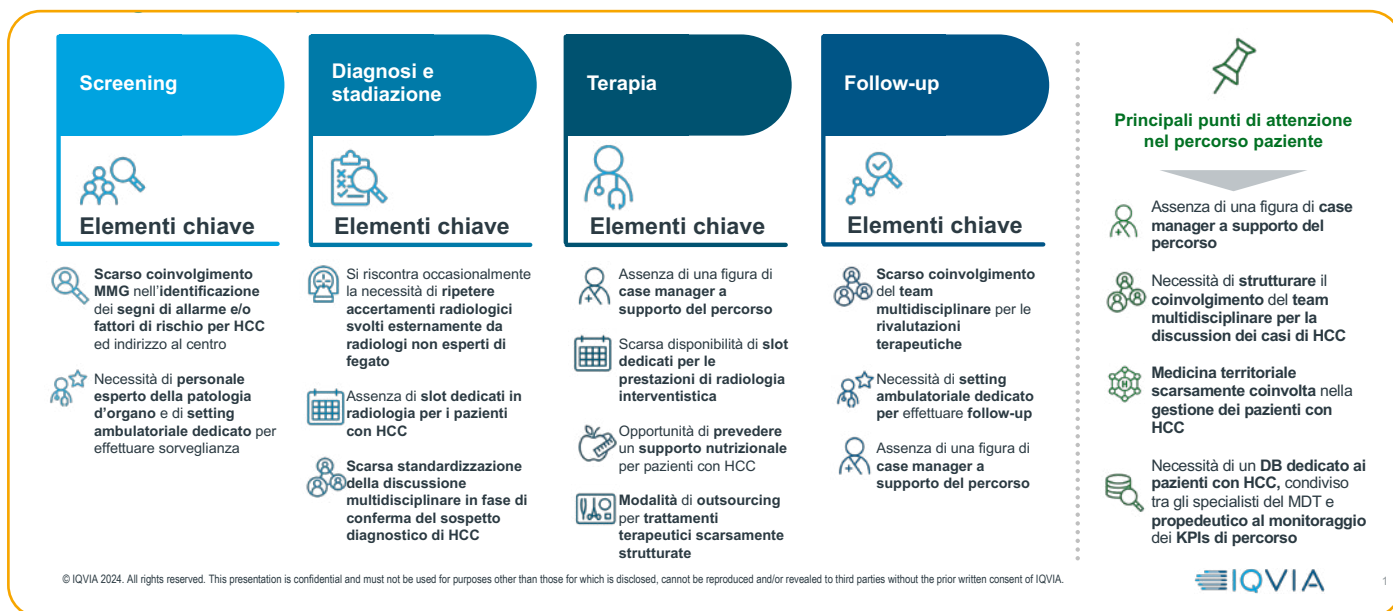 Screening
Elementi chiave
Scarso coinvolgimento
MMG nell'identificazione
dei segni di allarme e/o
fattori di rischio per HCC
ed indirizzo al centro
Necessità di personale
esperto della patologia
d'organo e di setting
ambulatoriale dedicato per
effettuare sorveglianza
Diagnosi e
stadiazione
Elementi chiave
Si riscontra occasionalmente
la necessità di ripetere
accertamenti radiologici
svolti esternamente da
radiologi non esperti di
fegato
Assenza di slot dedicati in
radiologia per i pazienti
con HCC
Scarsa standardizzazione
della discussione
multidisciplinare in fase di
conferma del sospetto
diagnostico di HCC
Terapia
Elementi chiave
Assenza di una figura di
case manager a
supporto del percorso
Scarsa disponibilità di slot
dedicati per le
prestazioni di radiologia
interventistica
Opportunità di prevedere
un supporto nutrizionale
per pazienti con HCC
Modalità di outsourcing
per trattamenti
terapeutici scarsamente
strutturate
Follow-up
Elementi chiave
Scarso coinvolgimento
del team
multidisciplinare per le
rivalutazioni
terapeutiche
Necessità di setting
ambulatoriale dedicato
per effettuare follow-up
Assenza di una figura di
case manager a
supporto del percorso
Principali punti di attenzione
nel percorso paziente
Assenza di una figura di case
manager a supporto del
percorso
Necessità di strutturare il
coinvolgimento del team
multidisciplinare per la
discussion dei casi di HCC
H
Medicina territoriale
scarsamente coinvolta nella
gestione dei pazienti con
HCC
Necessità di un DB dedicato ai
pazienti con HCC, condiviso
tra gli specialisti del MDT e
propedeutico al monitoraggio
dei KPIs di percorso
© IQVIA 2024. All rights reserved. This presentation is confidential and must not be used for purposes other than those for which is disclosed, cannot be reproduced and/or revealed to third parties without the prior written consent of IQVIA.
IQVIA
1